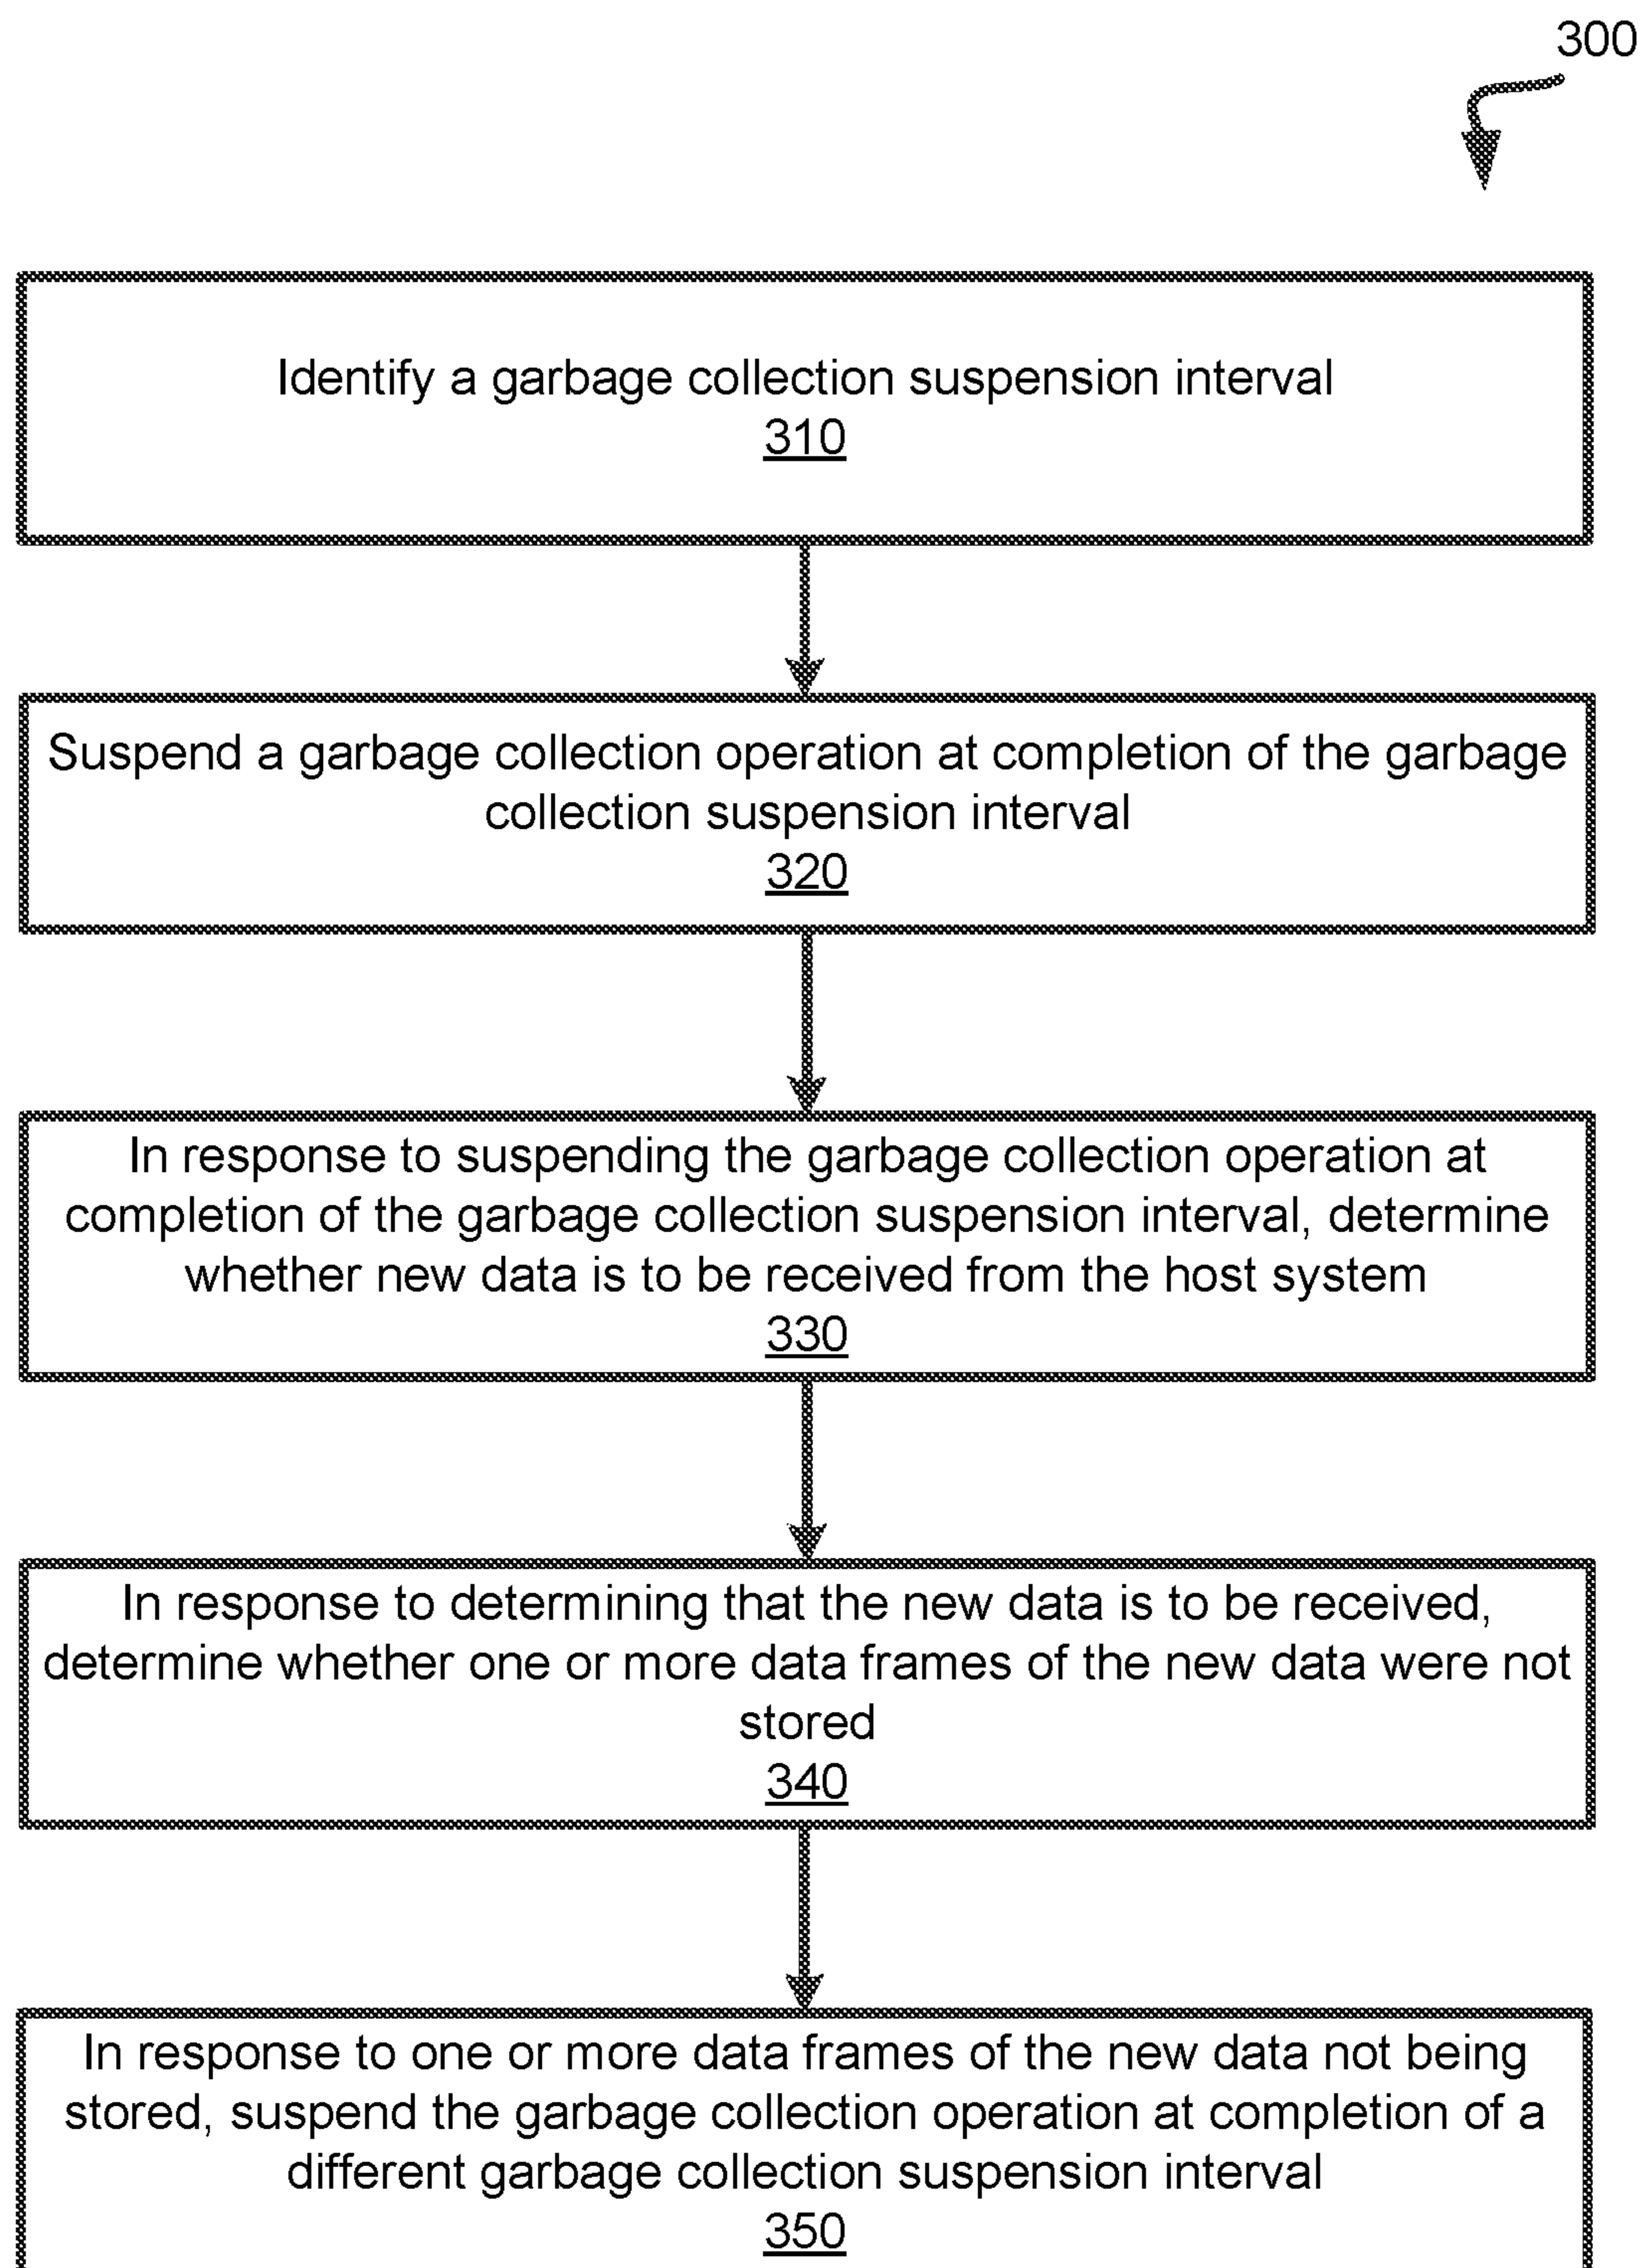 300
Identify a garbage collection suspension interval
310
Suspend a garbage collection operation at completion of the garbage
collection suspension interval
320
In response to suspending the garbage collection operation at
completion of the garbage collection suspension interval, determine
whether new data is to be received from the host system
330
In response to determining that the new data is to be received,
determine whether one or more data frames of the new data were not
stored
340
In response to one or more data frames of the new data not being
stored, suspend the garbage collection operation at completion of a
different garbage collection suspension interval
350